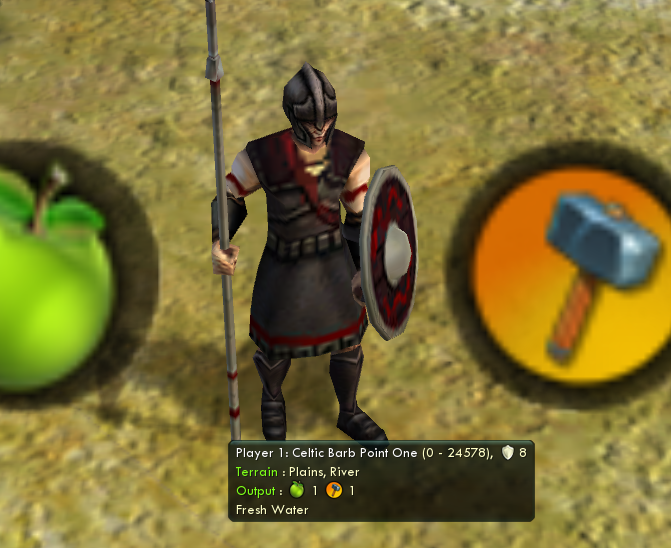 Player 1: Celtic Barb Point One (0 - 24578), 8
Terrain : Plains, River
Output : 1 1
Fresh Water